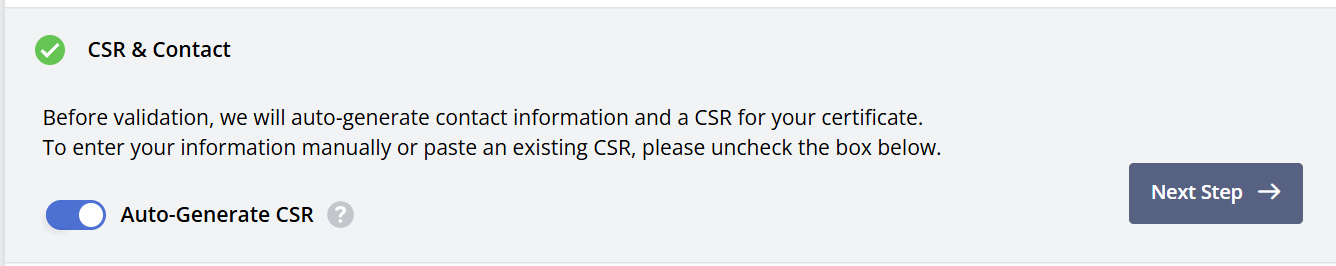 CSR & Contact
Before validation, we will auto-generate contact information and a CSR for your certificate.
To enter your information manually or paste an existing CSR, please uncheck the box below.
Next Step →
Auto-Generate CSR ?